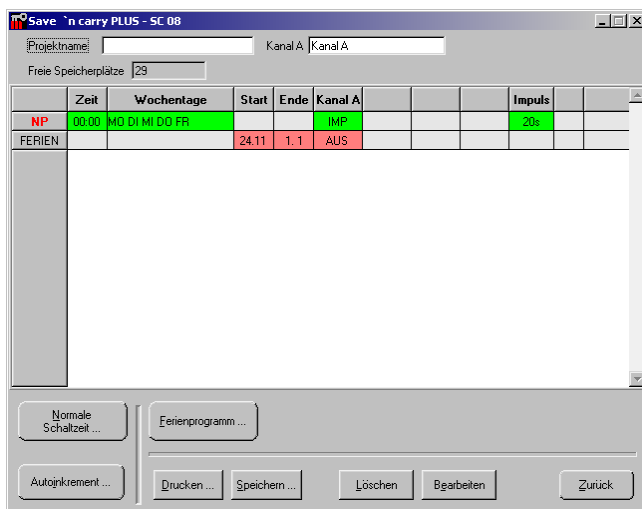 Save `n carry PLUS - SC 08
Projektname Kanal A Kanal A
Freie Speicherplätze 29
Zeit Wochentage Start Ende Kanal A Impuls
NP 00:00 MO DI MI DO FR IMP 20s
FERIEN 24.11 1. 1 AUS
Normale
Schaltzeit ...
Ferienprogramm ...
Autoinkrement ... Drucken ... Speichern ... Löschen Bearbeiten Zurück